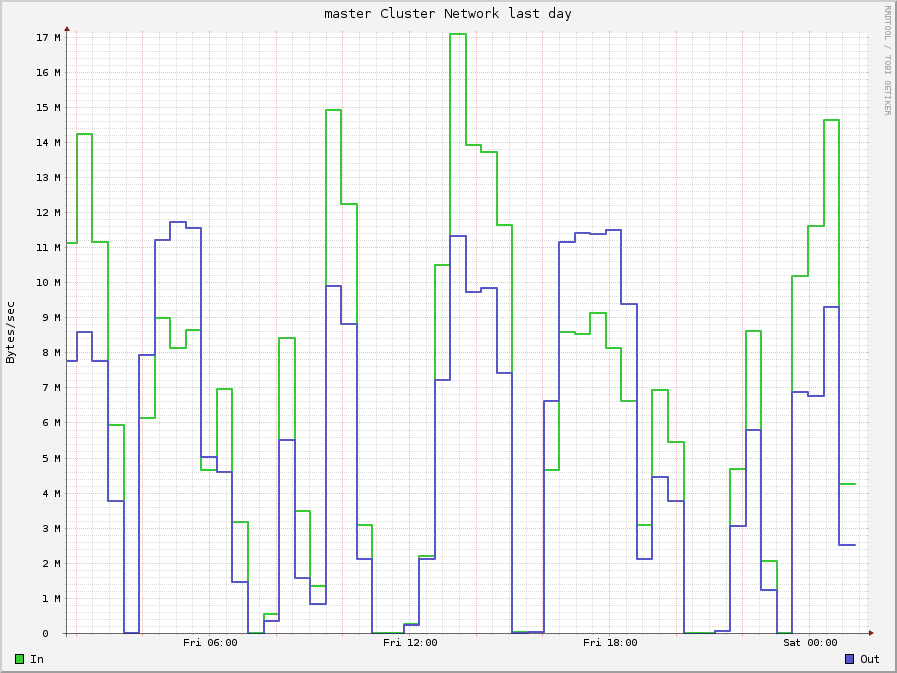 master Cluster Network last day
RRDTOOL / TOBI OETIKER
Bytes/sec
17 M
16 M
15 M
14 M
13 M
12 M
11 M
10 M
9 M
8 M
7 M
6 M
5 M
4 M
3 M
2 M
1 M
0
Fri 06:00 Fri 12:00 Fri 18:00 Sat 00:00
In Out